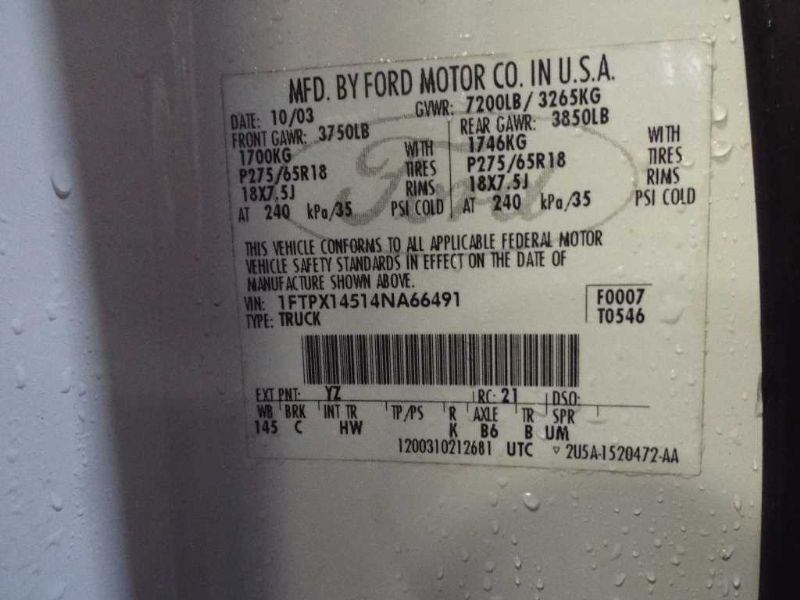 MFD. BY FORD MOTOR CO. IN U.S.A.
DATE: 10/03 GVWR: 7200LB/ 3265KG
FRONT GAWR: 3750LB REAR GAWR: 3850LB
1700KG WITH 1746KG WITH
P275/65R18 TIRES P275/65R18 TIRES
18X7.5J RIMS 18X7.5J RIMS
AT 240 kPa/35 PSI COLD AT 240 kPa/35 PSI COLD
Ford
THIS VEHICLE CONFORMS TO ALL APPLICABLE FEDERAL MOTOR
VEHICLE SAFETY STANDARDS IN EFFECT ON THE DATE OF
MANUFACTURE SHOWN ABOVE.
VIN: 1FTPX14514NA66491 F0007
TYPE: TRUCK T0546
EXT PNT: YZ RC: 21 DSO:
WB BRK INT TR TP/PS R AXLE TR SPR
145 C HW K B6 B UM
1200310212681 UTC ▽ 2U5A-1520472-AA